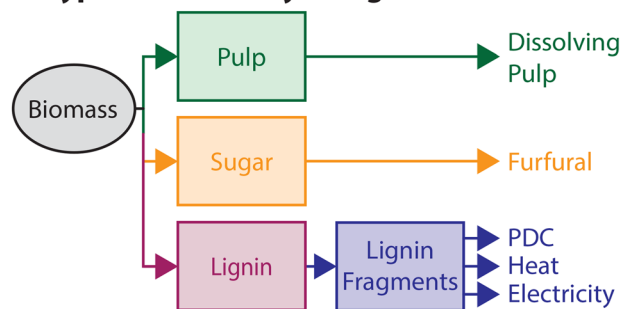 Biomass
Pulp
Dissolving
Pulp
Sugar
Furfural
Lignin
Lignin
Fragments
PDC
Heat
Electricity